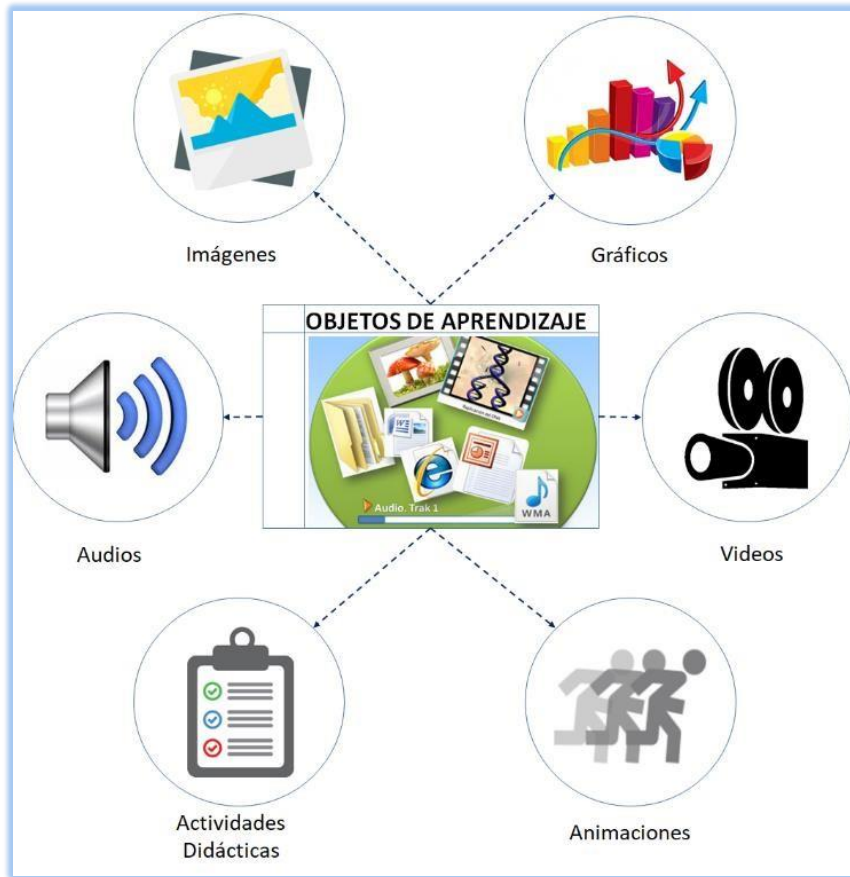 Imágenes
Gráficos
OBJETOS DE APRENDIZAJE
Audio. Trak 1
WMA
Audios
Videos
Actividades
Didácticas
Animaciones